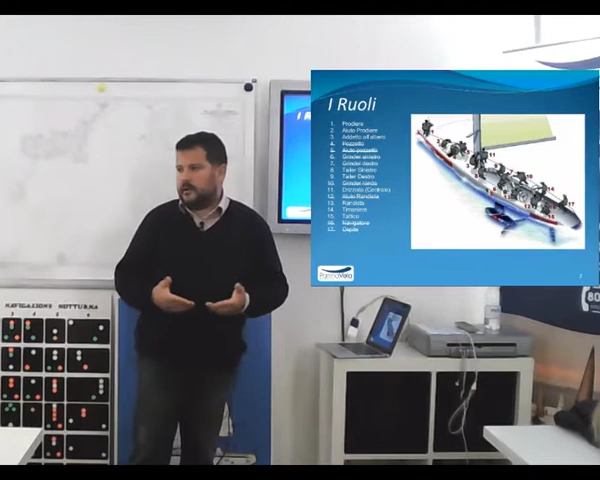 I Ruoli
1. Prodiere
2. Aiuto Prodiere
3. Addetto all'albero
4. Pozzetto
5. Aiuto pozzetto
6. Grinder sinistro
7. Grinder destro
8. Tailer Sinistro
9. Tailer Destro
10. Grinder randa
11. Drizzista (Centrale)
12. Aiuto Randista
13. Randista
14. Timoniere
15. Tattico
16. Navigatore
17. Ospite
NAVIGAZIONE NOTTURNA
80